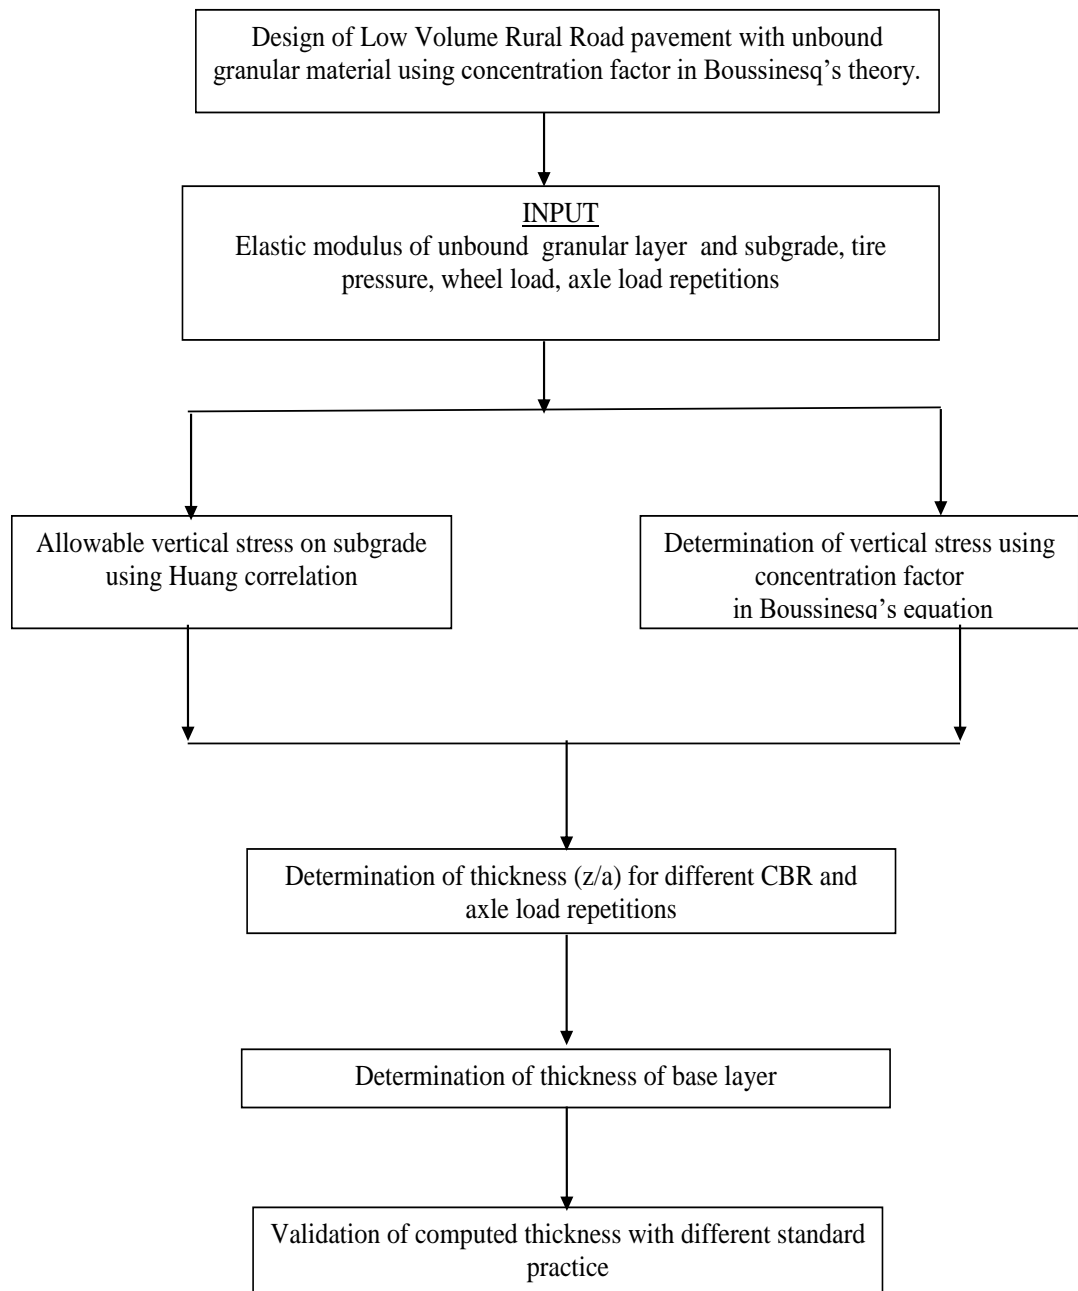 Design of Low Volume Rural Road pavement with unbound
granular material using concentration factor in Boussinesq’s theory.
INPUT
Elastic modulus of unbound granular layer and subgrade, tire
pressure, wheel load, axle load repetitions
Allowable vertical stress on subgrade
using Huang correlation
Determination of vertical stress using
concentration factor
in Boussinesq’s equation
Determination of thickness (z/a) for different CBR and
axle load repetitions
Determination of thickness of base layer
Validation of computed thickness with different standard
practice